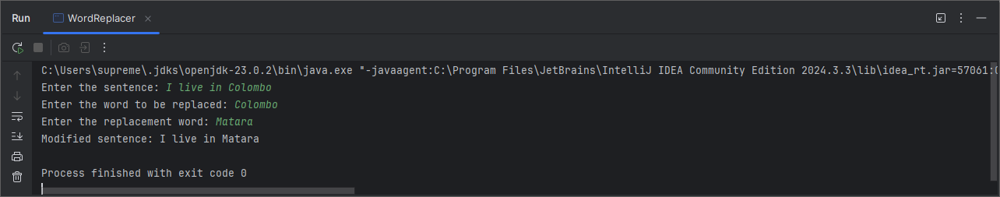 Run WordReplacer
C:\Users\supreme\.jdks\openjdk-23.0.2\bin\java.exe "-javaagent:C:\Program Files\JetBrains\IntelliJ IDEA Community Edition 2024.3.3\lib\idea_rt.jar=57061:
Enter the sentence: I live in Colombo
Enter the word to be replaced: Colombo
Enter the replacement word: Matara
Modified sentence: I live in Matara
Process finished with exit code 0